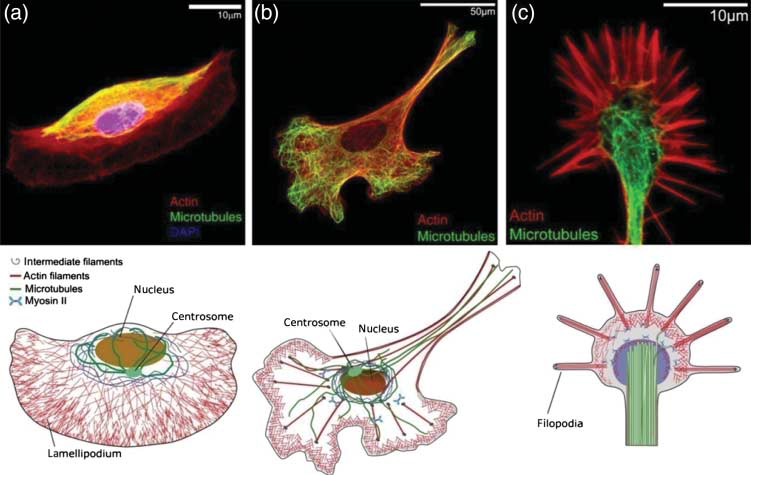 (a)
10μm
Actin
Microtubules
DAPI
(b)
50μm
Actin
Microtubules
(c)
10μm
Actin
Microtubules
Intermediate filaments
Actin filaments
Microtubules
Myosin II
Nucleus
Centrosome
Lamellipodium
Centrosome
Nucleus
Filopodia